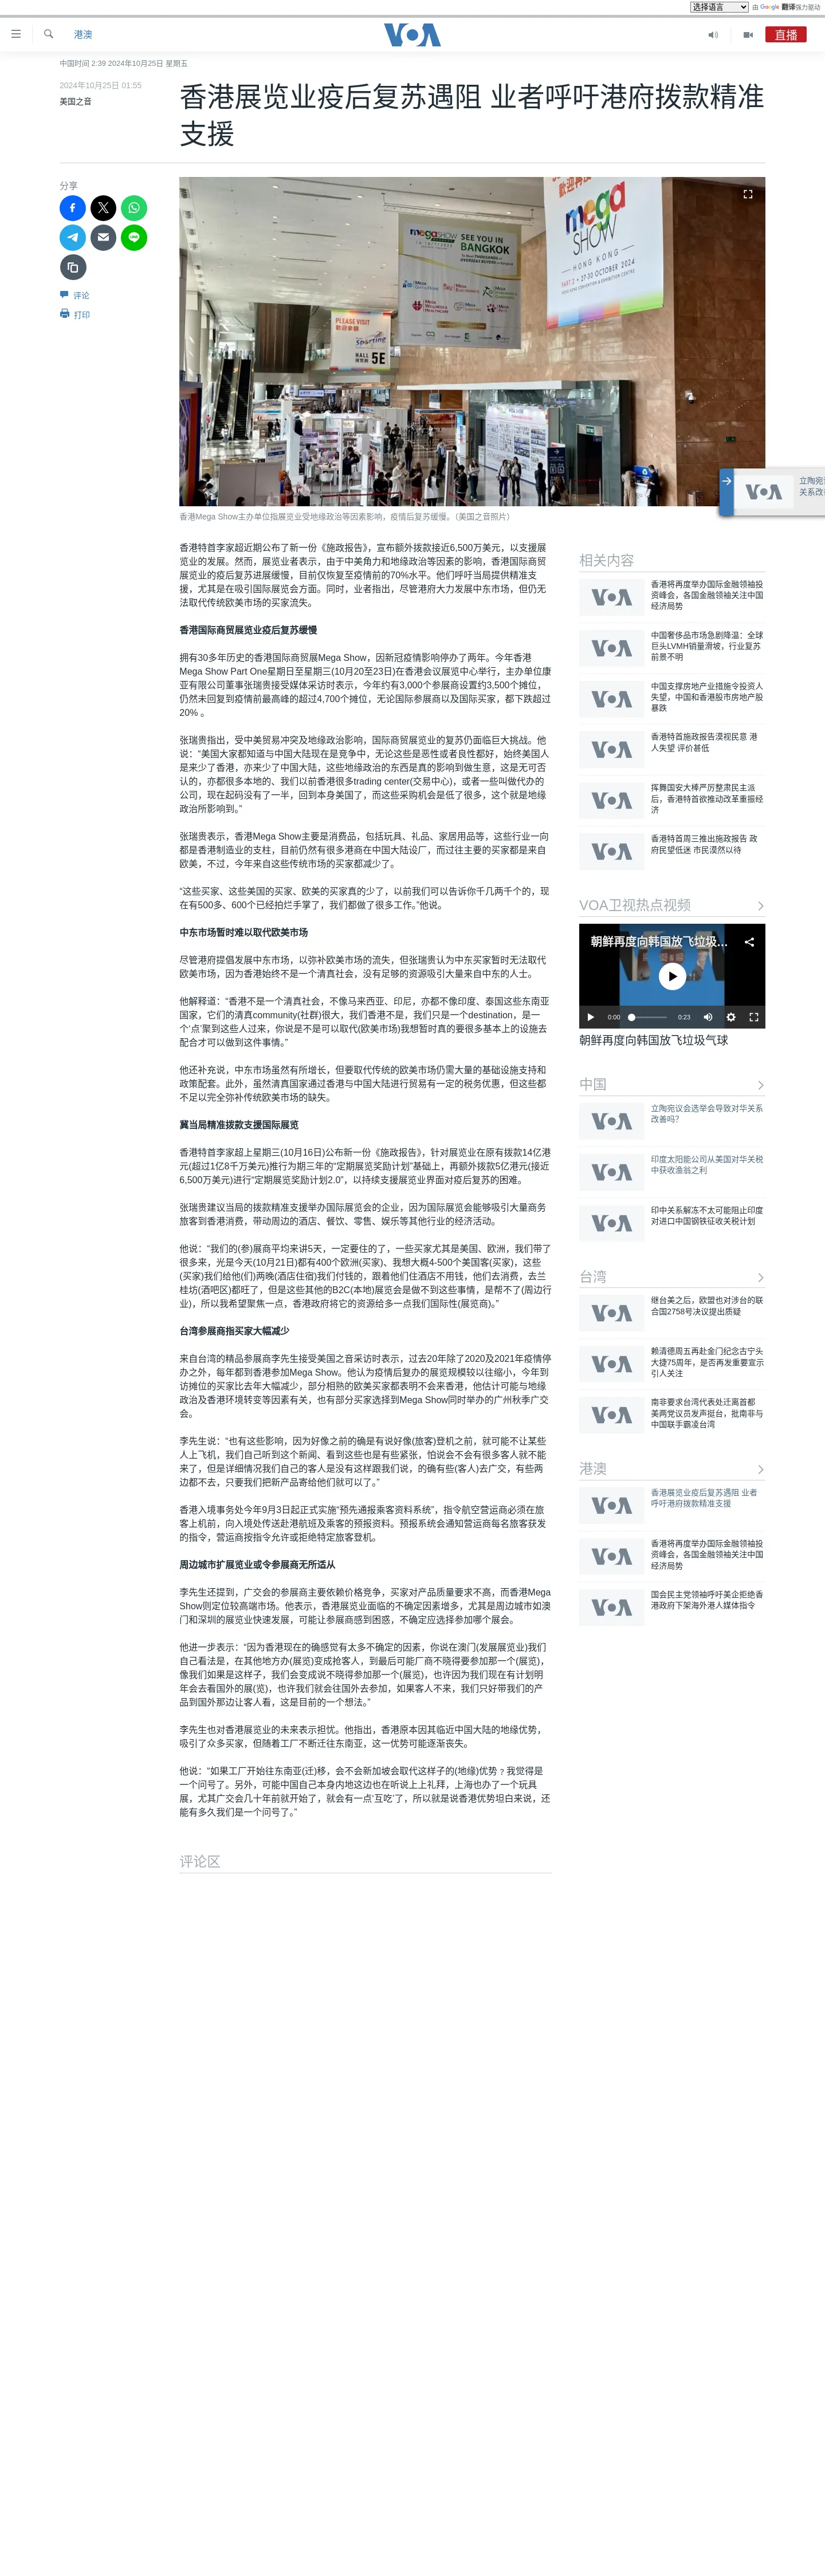 选择语言 由 Google 翻译强力驱动
港澳
VOA
直播
中国时间 2:39 2024年10月25日 星期五
2024年10月25日 01:55
美国之音
香港展览业疫后复苏遇阻 业者呼吁港府拨款精准
支援
分享
评论
打印
SEE YOU IN
BANGKOK
PLEASE VISIT
歡迎參觀
Sporting
HALL
5E
mega
SHOW
HONG KONG
PART 2 • 27-30 OCTOBER 2024
立陶宛
关系改
香港Mega Show主办单位指展览业受地缘政治等因素影响，疫情后复苏缓慢。（美国之音照片）
香港特首李家超近期公布了新一份《施政报告》，宣布额外拨款接近6,500万美元，以支援展
览业的发展。然而，展览业者表示，由于中美角力和地缘政治等因素的影响，香港国际商贸
展览业的疫后复苏进展缓慢，目前仅恢复至疫情前的70%水平。他们呼吁当局提供精准支
援，尤其是在吸引国际展览会方面。同时，业者指出，尽管港府大力发展中东市场，但仍无
法取代传统欧美市场的买家流失。
香港国际商贸展览业疫后复苏缓慢
拥有30多年历史的香港国际商贸展Mega Show，因新冠疫情影响停办了两年。今年香港
Mega Show Part One星期日至星期三(10月20至23日)在香港会议展览中心举行，主办单位康
亚有限公司董事张瑞贵接受媒体采访时表示，今年约有3,000个参展商设置约3,500个摊位，
仍然未回复到疫情前的超过4,700个摊位，无论国际参展商以及国际买家，都下跌超过
20% 。
张瑞贵指出，受中美贸易冲突及地缘政治影响，国际商贸展览业的复苏仍面临巨大挑战。他
说：“美国大家都知道与中国大陆现在是竞争中，无论这些是恶性或者良性都好，始终美国人
是来少了香港，亦来少了中国大陆，这些地缘政治的东西是真的影响到做生意，这是无可否
认的，亦都很多本地的、我们以前香港很多trading center(交易中心)，或者一些叫做代办的
公司，现在起码没有了一半，回到本身美国了，而这些采购机会是低了很多，这个就是地缘
政治所影响到。”
张瑞贵表示，香港Mega Show主要是消费品，包括玩具、礼品、家居用品等，这些行业一向
都是香港制造业的支柱，目前仍然有很多港商在中国大陆设厂，而过往主要的买家都是来自
欧美，不过，今年来自这些传统市场的买家都减少了。
“这些买家、这些美国的买家、欧美的买家真的少了，以前我们可以告诉你千几两千个的，现
在有500多、600个已经拍烂手掌了，我们都做了很多工作。”他说。
中东市场暂时难以取代欧美市场
尽管港府提倡发展中东市场，以弥补欧美市场的流失，但张瑞贵认为中东买家暂时无法取代
欧美市场，因为香港始终不是一个清真社会，没有足够的资源吸引大量来自中东的人士。
他解释道：“香港不是一个清真社会，不像马来西亚、印尼，亦都不像印度、泰国这些东南亚
国家，它们的清真community(社群)很大，我们香港不是，我们只是一个destination，是一
个‘点’聚到这些人过来，你说是不是可以取代(欧美市场)我想暂时真的要很多基本上的设施去
配合才可以做到这件事情。”
他还补充说，中东市场虽然有所增长，但要取代传统的欧美市场仍需大量的基础设施支持和
政策配套。此外，虽然清真国家通过香港与中国大陆进行贸易有一定的税务优惠，但这些都
不足以完全弥补传统欧美市场的缺失。
冀当局精准拨款支援国际展览
香港特首李家超上星期三(10月16日)公布新一份《施政报告》，针对展览业在原有拨款14亿港
元(超过1亿8千万美元)推行为期三年的“定期展览奖励计划”基础上，再额外拨款5亿港元(接近
6,500万美元)进行“定期展览奖励计划2.0”，以持续支援展览业界面对疫后复苏的困难。
张瑞贵建议当局的拨款精准支援举办国际展览会的企业，因为国际展览会能够吸引大量商务
旅客到香港消费，带动周边的酒店、餐饮、零售、娱乐等其他行业的经济活动。
他说：“我们的(参)展商平均来讲5天，一定要住的了，一些买家尤其是美国、欧洲，我们带了
很多来，光是今天(10月21日)都有400个欧洲(买家)、我想大概4-500个美国客(买家)，这些
(买家)我们给他(们)两晚(酒店住宿)我们付钱的，跟着他们住酒店不用钱，他们去消费，去兰
桂坊(酒吧区)都旺了，但是这些其他的B2C(本地)展览会是做不到这些事情，是帮不了(周边行
业)，所以我希望聚焦一点，香港政府将它的资源给多一点我们国际性(展览商)。”
台湾参展商指买家大幅减少
来自台湾的精品参展商李先生接受美国之音采访时表示，过去20年除了2020及2021年疫情停
办之外，每年都到香港参加Mega Show。他认为疫情后复办的展览规模较以往缩小，今年到
访摊位的买家比去年大幅减少，部分相熟的欧美买家都表明不会来香港，他估计可能与地缘
政治及香港环境转变等因素有关，也有部分买家选择到Mega Show同时举办的广州秋季广交
会。
李先生说：“也有这些影响，因为好像之前的确是有说好像(旅客)登机之前，就可能不让某些
人上飞机，我们自己听到这个新闻、看到这些也是有些紧张，怕说会不会有很多客人就不能
来了，但是详细情况我们自己的客人是没有这样跟我们说，的确有些(客人)去广交，有些两
边都不去，只要我们把新产品寄给他们就可以了。”
香港入境事务处今年9月3日起正式实施“预先通报乘客资料系统”，指令航空营运商必须在旅
客上机前，向入境处传送赴港航班及乘客的预报资料。预报系统会通知营运商每名旅客获发
的指令，营运商按指令允许或拒绝特定旅客登机。
周边城市扩展览业或令参展商无所适从
李先生还提到，广交会的参展商主要依赖价格竞争，买家对产品质量要求不高，而香港Mega
Show则定位较高端市场。他表示，香港展览业面临的不确定因素增多，尤其是周边城市如澳
门和深圳的展览业快速发展，可能让参展商感到困惑，不确定应选择参加哪个展会。
他进一步表示：“因为香港现在的确感觉有太多不确定的因素，你说在澳门(发展展览业)我们
自己看法是，在其他地方办(展览)变成抢客人，到最后可能厂商不晓得要参加那一个(展览)，
像我们如果是这样子，我们会变成说不晓得参加那一个(展览)，也许因为我们现在有计划明
年会去看国外的展(览)，也许我们就会往国外去参加，如果客人不来，我们只好带我们的产
品到国外那边让客人看，这是目前的一个想法。”
李先生也对香港展览业的未来表示担忧。他指出，香港原本因其临近中国大陆的地缘优势，
吸引了众多买家，但随着工厂不断迁往东南亚，这一优势可能逐渐丧失。
他说：“如果工厂开始往东南亚(迁)移，会不会新加坡会取代这样子的(地缘)优势﹖我觉得是
一个问号了。另外，可能中国自己本身内地这边也在听说上上礼拜，上海也办了一个玩具
展，尤其广交会几十年前就开始了，就会有一点‘互吃’了，所以就是说香港优势坦白来说，还
能有多久我们是一个问号了。”
评论区
相关内容
香港将再度举办国际金融领袖投
资峰会，各国金融领袖关注中国
经济局势
中国奢侈品市场急剧降温：全球
巨头LVMH销量滑坡，行业复苏
前景不明
中国支撑房地产业措施令投资人
失望，中国和香港股市房地产股
暴跌
香港特首施政报告漠视民意 港
人失望 评价甚低
挥舞国安大棒严厉整肃民主派
后，香港特首欲推动改革重振经
济
香港特首周三推出施政报告 政
府民望低迷 市民漠然以待
VOA卫视热点视频
朝鲜再度向韩国放飞垃圾...
0:00 0:23
朝鲜再度向韩国放飞垃圾气球
中国
立陶宛议会选举会导致对华关系
改善吗？
印度太阳能公司从美国对华关税
中获收渔翁之利
印中关系解冻不太可能阻止印度
对进口中国钢铁征收关税计划
台湾
继台美之后，欧盟也对涉台的联
合国2758号决议提出质疑
赖清德周五再赴金门纪念古宁头
大捷75周年，是否再发重要宣示
引人关注
南非要求台湾代表处迁离首都
美两党议员发声挺台，批南非与
中国联手霸凌台湾
港澳
香港展览业疫后复苏遇阻 业者
呼吁港府拨款精准支援
香港将再度举办国际金融领袖投
资峰会，各国金融领袖关注中国
经济局势
国会民主党领袖呼吁美企拒绝香
港政府下架海外港人媒体指令